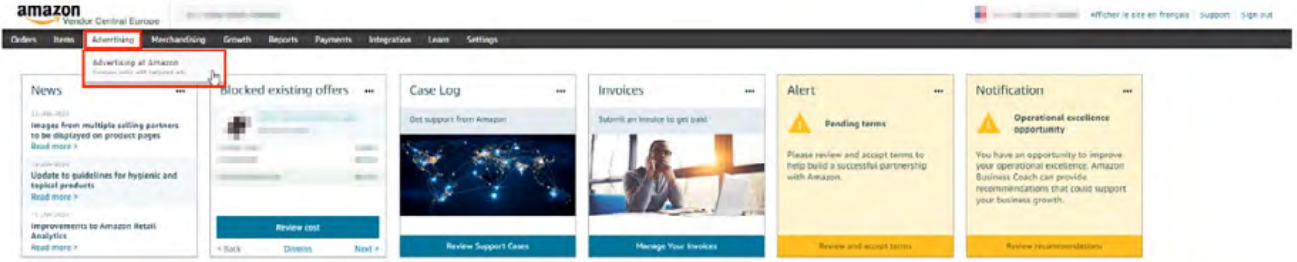 amazon
Vendor Central Europe
Afficher le site en français Support Sign out
Orders Items Advertising Merchandising Growth Reports Payments Integration Learn Settings
Advertising at Amazon
News
Images from multiple selling partners
to be displayed on product pages
Read more >
Update to guidelines for hygienic and
topical products
Read more >
Improvements to Amazon Retail
Analytics
Read more >
Blocked existing offers
Review cost
< Back Dismiss Next >
Case Log
Get support from Amazon
Review Support Cases
Invoices
Submit an invoice to get paid
Manage Your Invoices
Alert
Pending terms
Please review and accept terms to
help build a successful partnership
with Amazon.
Review and accept terms
Notification
Operational excellence
opportunity
You have an opportunity to improve
your operational excellence. Amazon
Business Coach can provide
recommendations that could support
your business growth.
Review recommendations